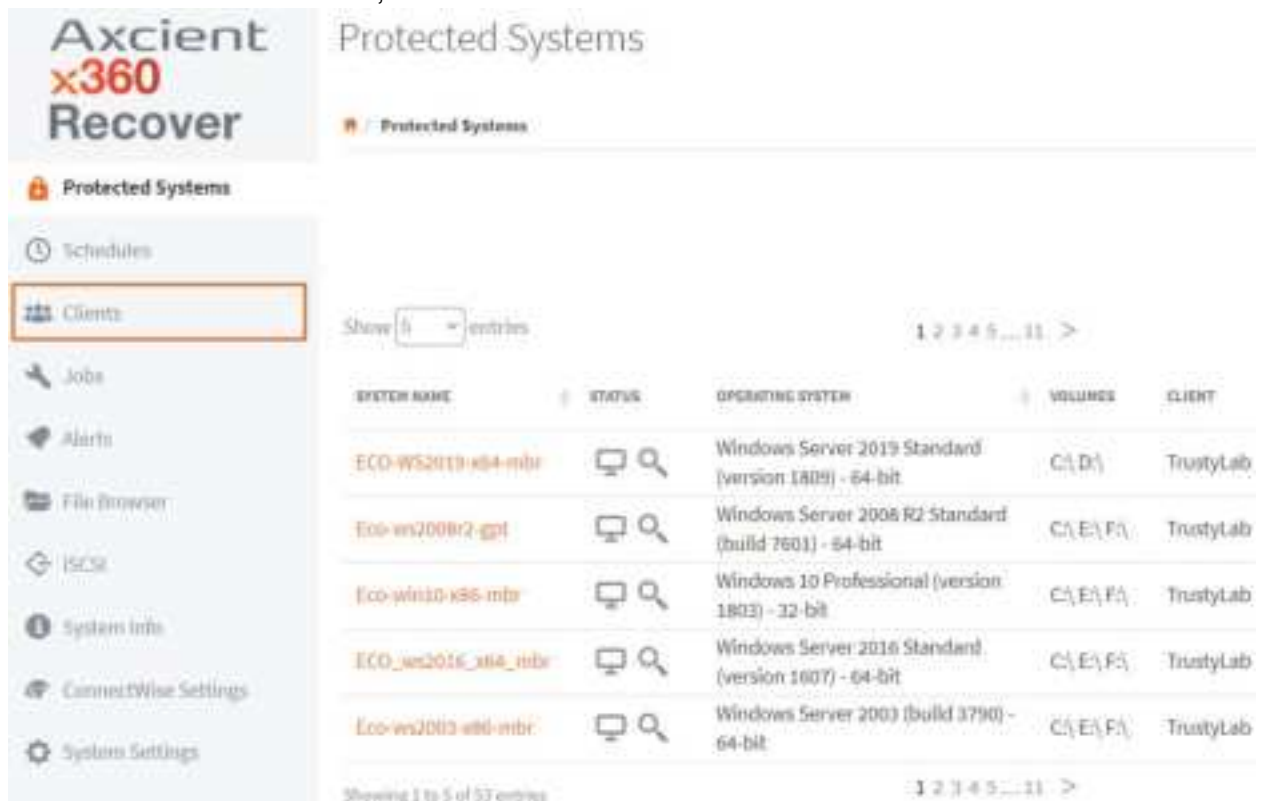 Axcient
x360
Recover
Protected Systems
/ Protected Systems
Protected Systems
Schedules
Clients
Jobs
Alerts
File Browser
iSCSI
System Info
ConnectWise Settings
System Settings
Show 5 entries
1 2 3 4 5 ... 11 >
SYSTEM NAME STATUS OPERATING SYSTEM VOLUMES CLIENT
ECO-WS2019-x64-mbr Windows Server 2019 Standard (version 1809) - 64-bit C:\ D:\ TrustyLab
Eco-ws2008r2-gpt Windows Server 2008 R2 Standard (build 7601) - 64-bit C:\ E:\ F:\ TrustyLab
Eco-win10-x86-mbr Windows 10 Professional (version 1803) - 32-bit C:\ E:\ F:\ TrustyLab
ECO_ws2016_x64_mbr Windows Server 2016 Standard (version 1607) - 64-bit C:\ E:\ F:\ TrustyLab
Eco-ws2003-x86-mbr Windows Server 2003 (build 3790) - 64-bit C:\ E:\ F:\ TrustyLab
Showing 1 to 5 of 53 entries
1 2 3 4 5 ... 11 >